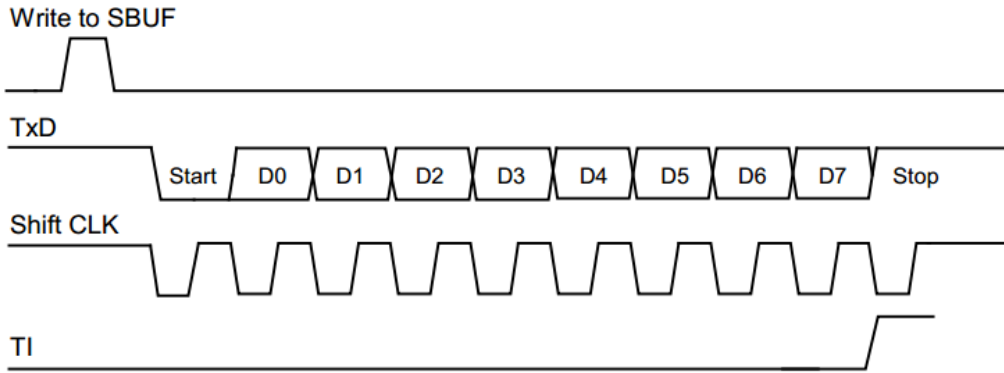 Write to SBUF
TxD
Start D0 D1 D2 D3 D4 D5 D6 D7 Stop
Shift CLK
TI